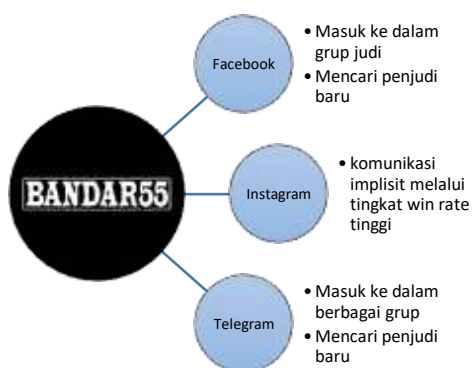 BANDAR55
Facebook
• Masuk ke dalam
grup judi
• Mencari penjudi
baru
Instagram
• komunikasi
implisit melalui
tingkat win rate
tinggi
Telegram
• Masuk ke dalam
berbagai grup
• Mencari penjudi
baru